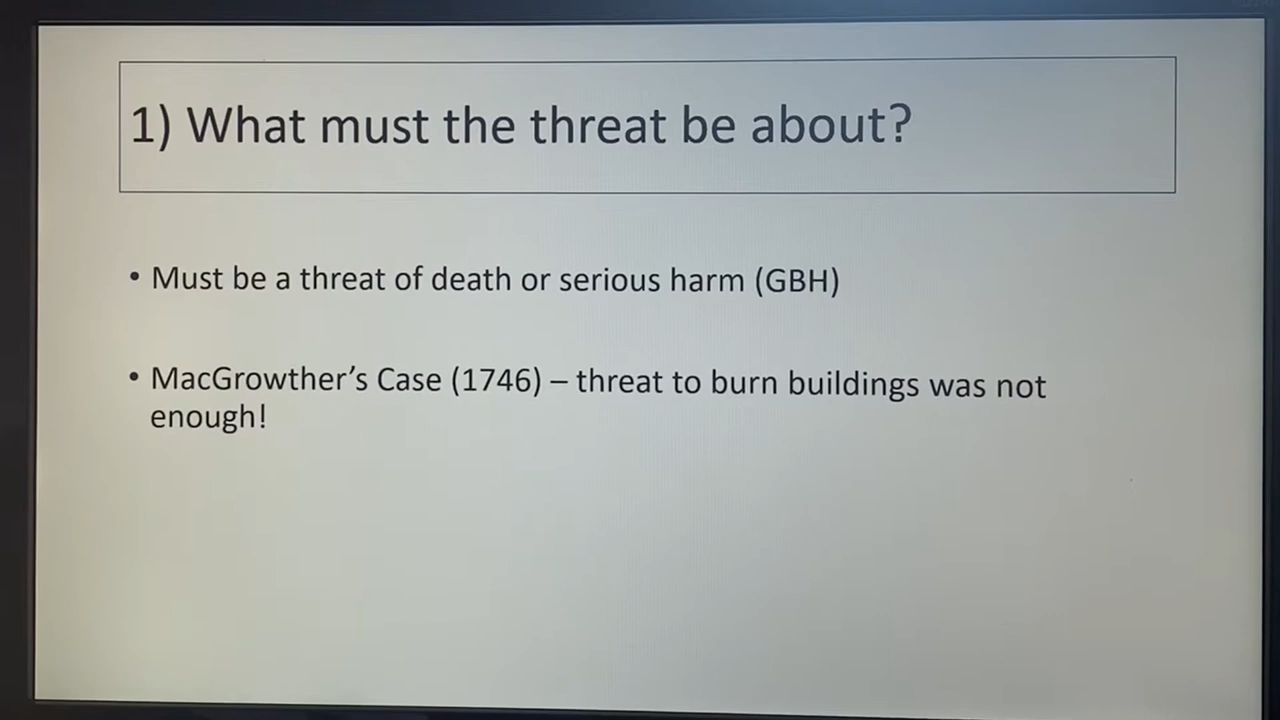 1) What must the threat be about?
• Must be a threat of death or serious harm (GBH)
• MacGrowther's Case (1746) – threat to burn buildings was not
enough!